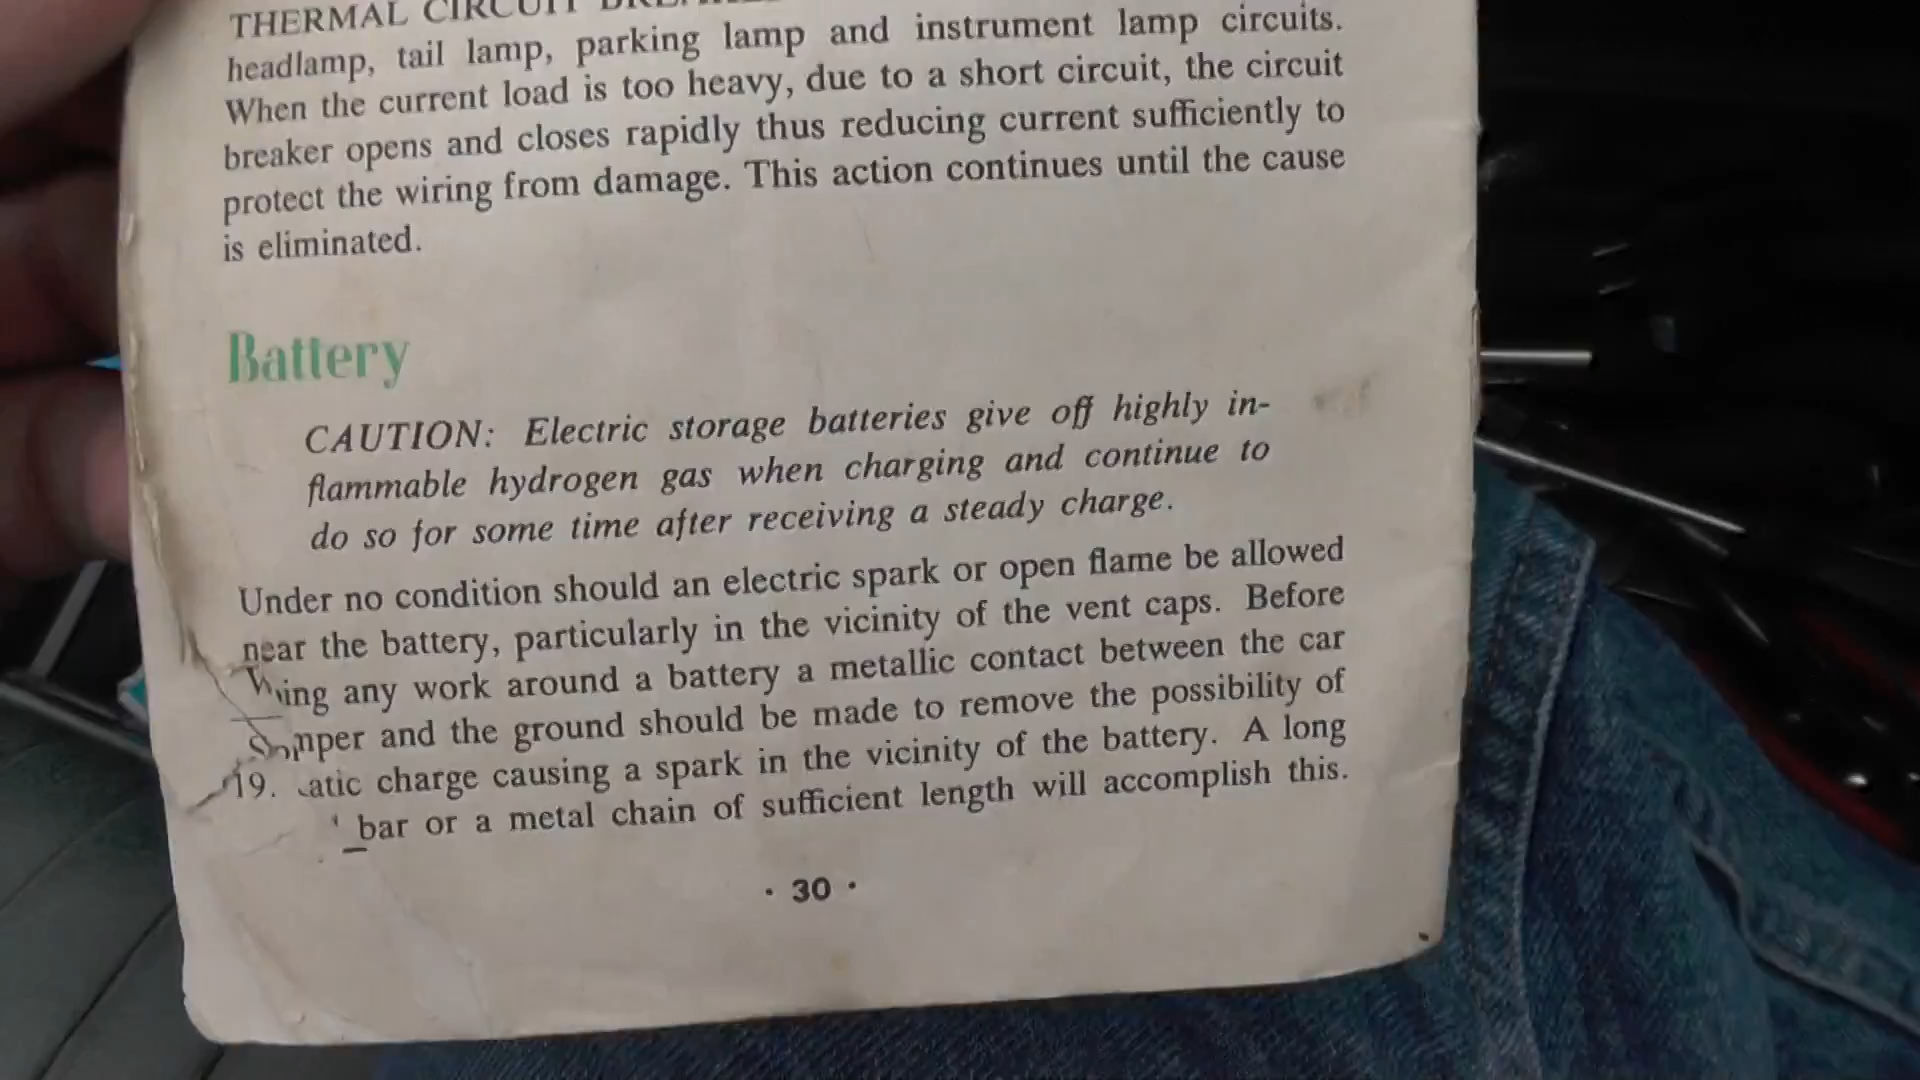 THERMAL CIRCUIT
headlamp, tail lamp, parking lamp and instrument lamp circuits.
When the current load is too heavy, due to a short circuit, the circuit
breaker opens and closes rapidly thus reducing current sufficiently to
protect the wiring from damage. This action continues until the cause
is eliminated.
Battery
CAUTION: Electric storage batteries give off highly in-
flammable hydrogen gas when charging and continue to
do so for some time after receiving a steady charge.
Under no condition should an electric spark or open flame be allowed
near the battery, particularly in the vicinity of the vent caps. Before
any work around a battery a metallic contact between the car
and the ground should be made to remove the possibility of
19. atic charge causing a spark in the vicinity of the battery. A long
bar or a metal chain of sufficient length will accomplish this.
· 30 ·